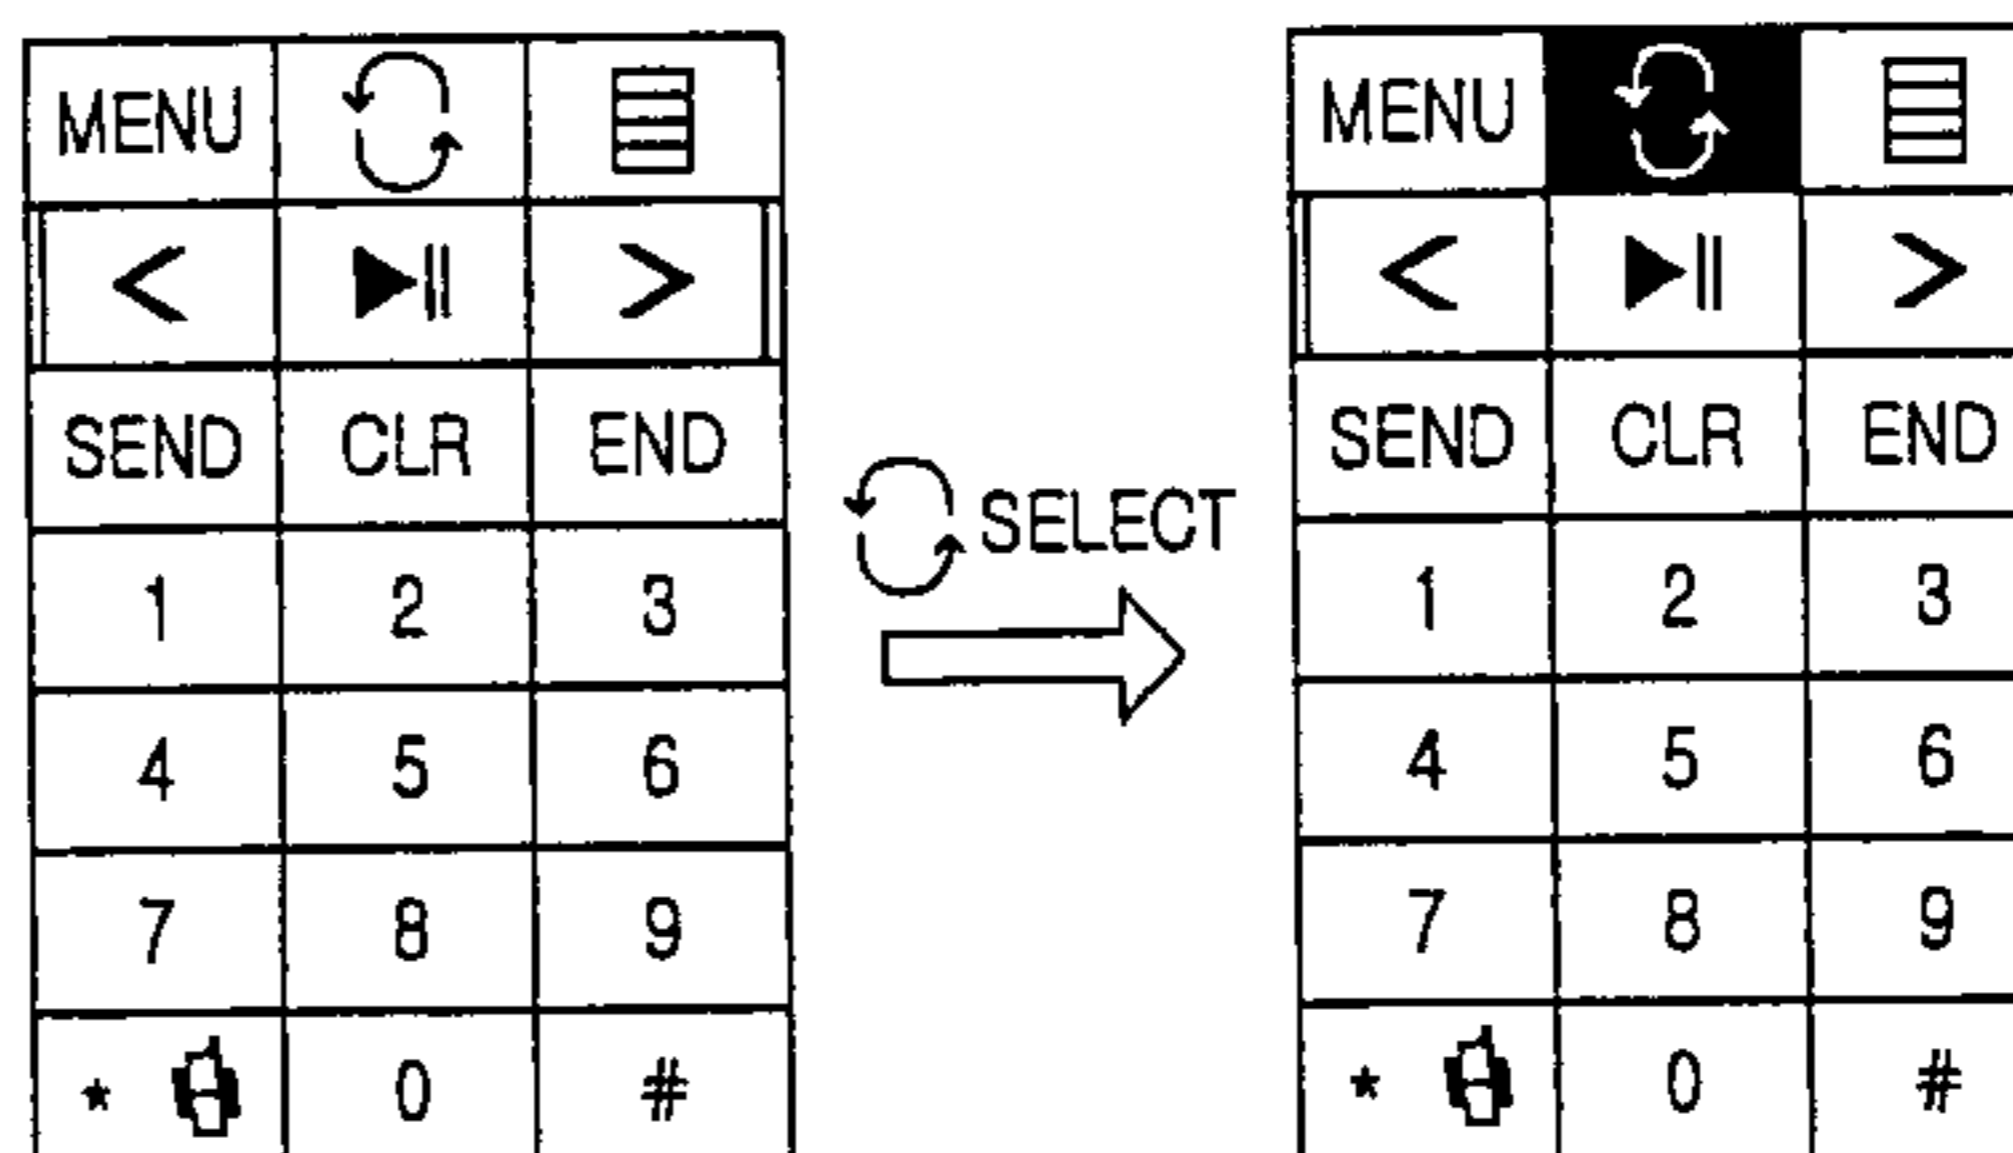 MENU
< >
SEND CLR END
1 2 3
4 5 6
7 8 9
* 0 #
SELECT
MENU
< >
SEND CLR END
1 2 3
4 5 6
7 8 9
* 0 #